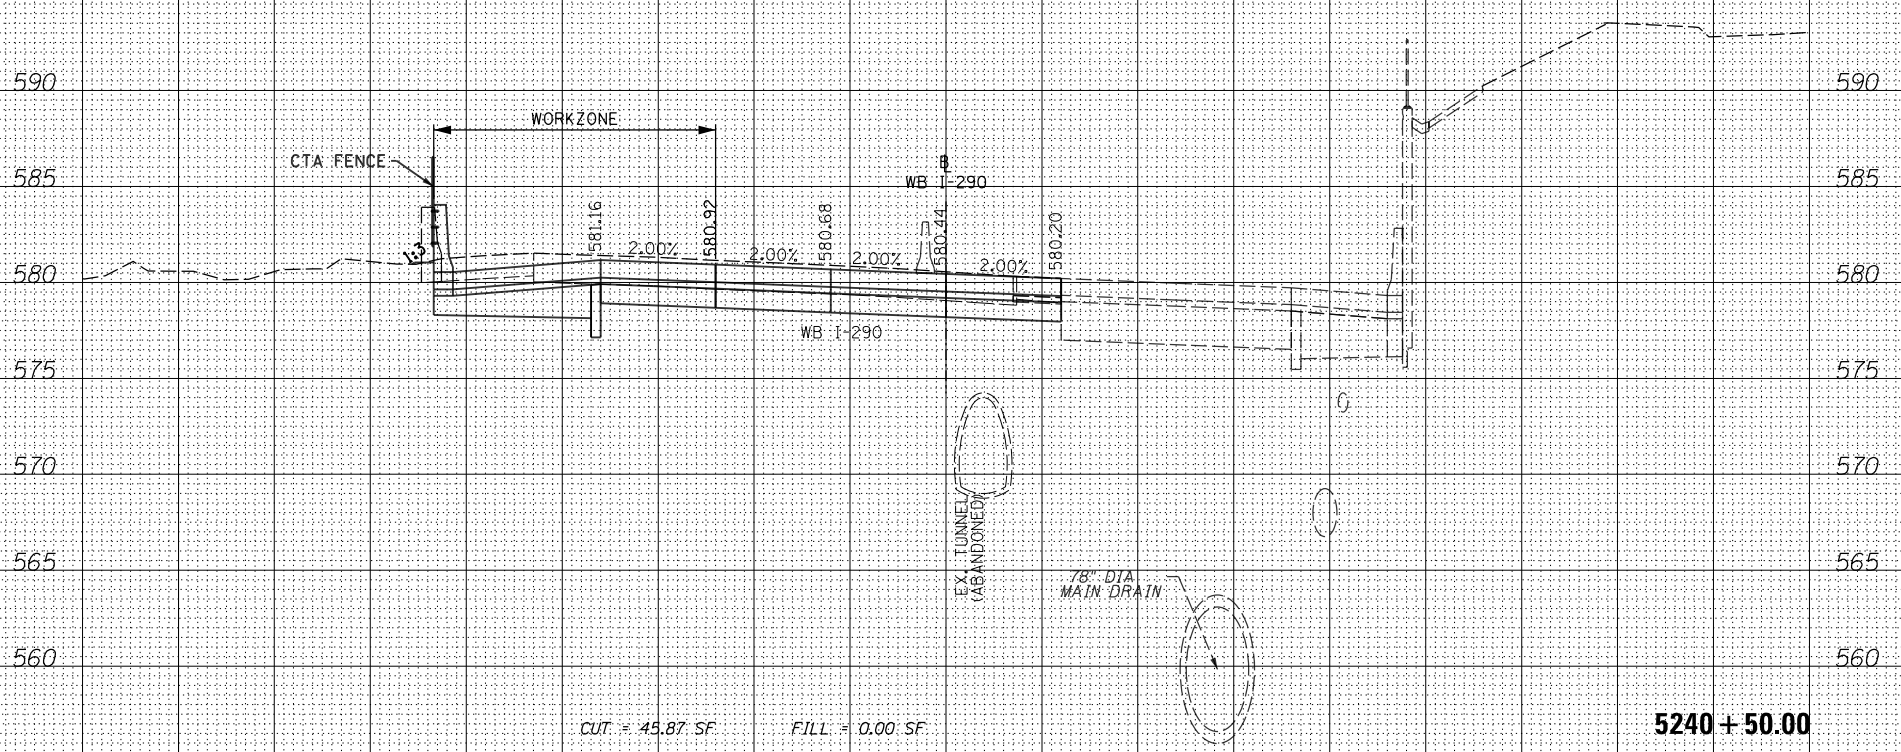 590
590
WORKZONE
CTA FENCE
585
585
B
L
WB I-290
581.16
580.92
580.68
580.44
580.20
1:3
2.00%
2.00%
2.00%
2.00%
580
580
WB I-290
575
575
570
570
EX. TUNNEL
(ABANDONED)
565
565
78" DIA
MAIN DRAIN
560
560
CUT = 45.87 SF
FILL = 0.00 SF
5240+50.00